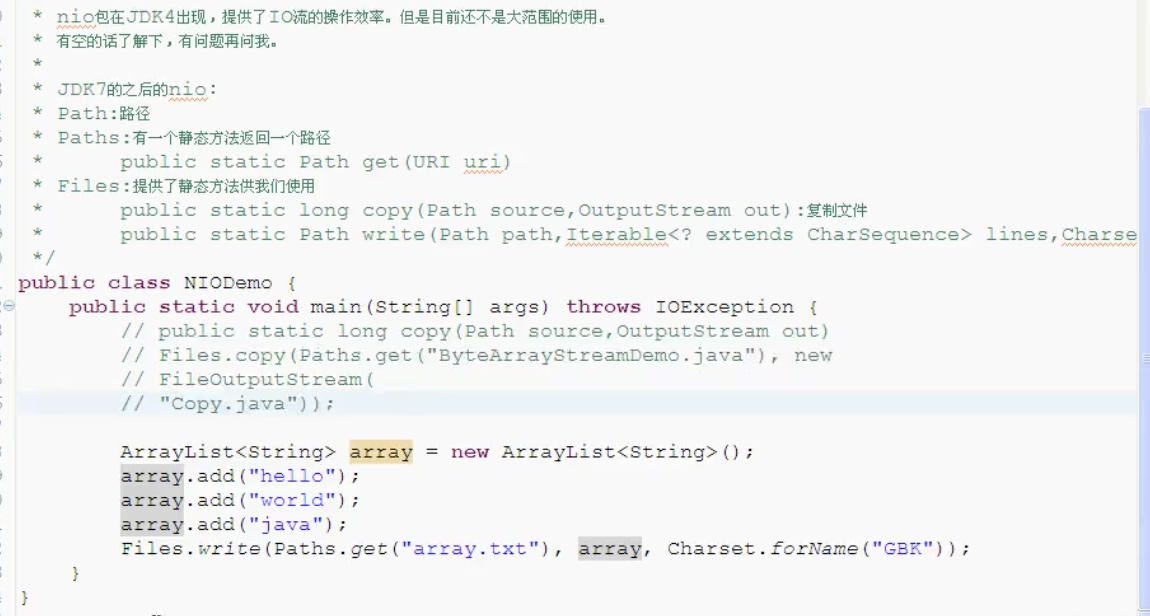 * nio包在JDK4出现，提供了IO流的操作效率。但是目前还不是大范围的使用。
* 有空的话了解下，有问题再问我。
*
* JDK7的之后的nio：
* Path:路径
* Paths:有一个静态方法返回一个路径
* public static Path get(URI uri)
* Files:提供了静态方法供我们使用
* public static long copy(Path source,OutputStream out):复制文件
* public static Path write(Path path,Iterable<? extends CharSequence> lines,Charse
*/
public class NIODemo {
public static void main(String[] args) throws IOException {
// public static long copy(Path source,OutputStream out)
// Files.copy(Paths.get("ByteArrayStreamDemo.java"), new
// FileOutputStream(
// "Copy.java"));
ArrayList<String> array = new ArrayList<String>();
array.add("hello");
array.add("world");
array.add("java");
Files.write(Paths.get("array.txt"), array, Charset.forName("GBK"));
}
}